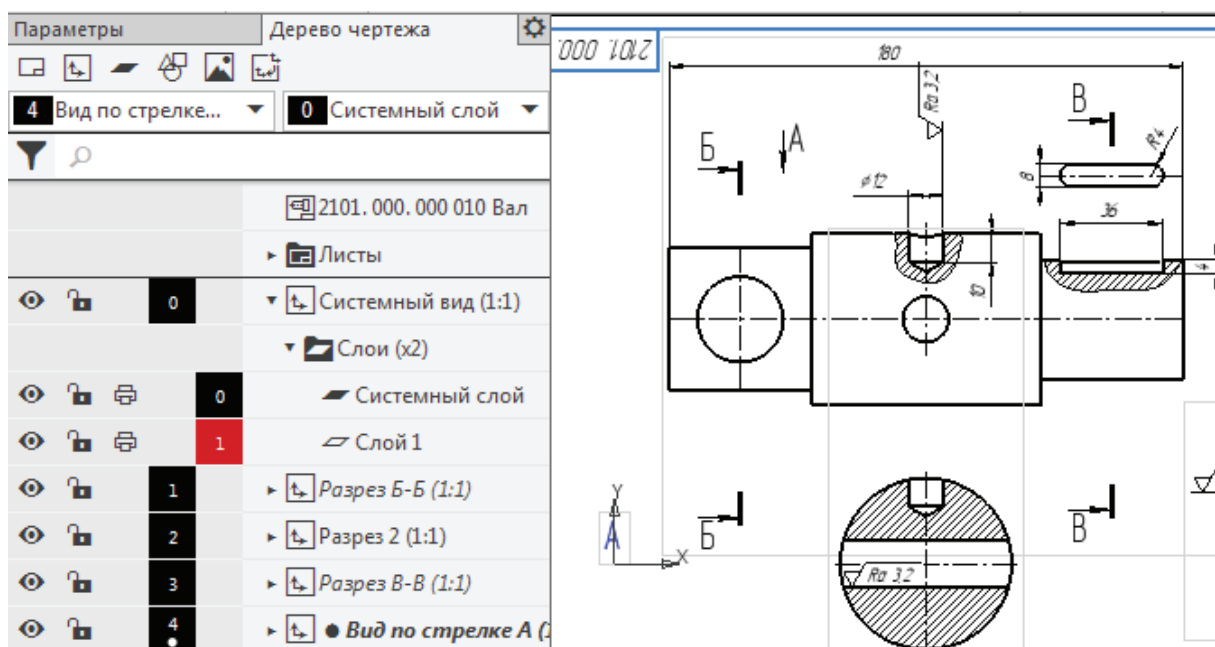 Параметры
Дерево чертежа
4 Вид по стрелке...
0 Системный слой
2101. 000. 000 010 Вал
Листы
0 Системный вид (1:1)
Слои (x2)
0 Системный слой
1 Слой 1
1 Разрез Б-Б (1:1)
2 Разрез 2 (1:1)
3 Разрез В-В (1:1)
4 Вид по стрелке А (
2101. 000.
180
Ra 3,2
Б
А
В
R4
8
⌀12
36
10
4
Y
А
X
Б
В
Ra 3,2